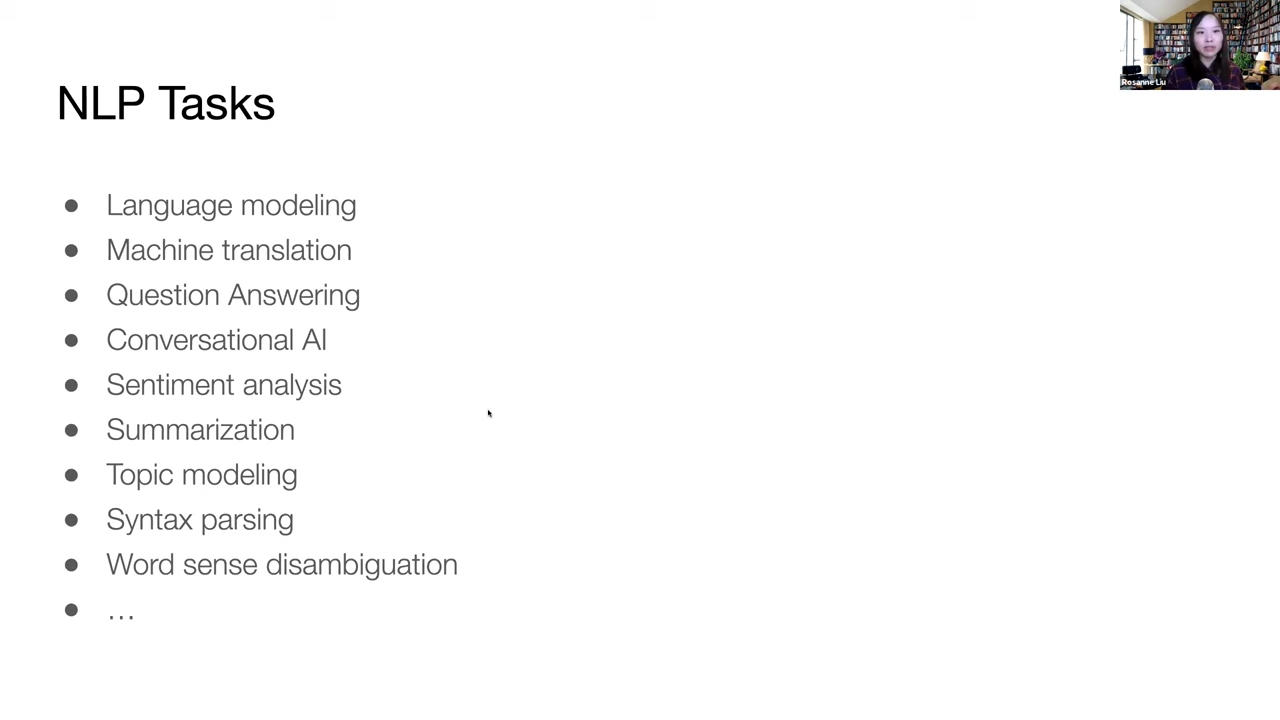 NLP Tasks
Rosanne Liu
● Language modeling
● Machine translation
● Question Answering
● Conversational AI
● Sentiment analysis
● Summarization
● Topic modeling
● Syntax parsing
● Word sense disambiguation
● …